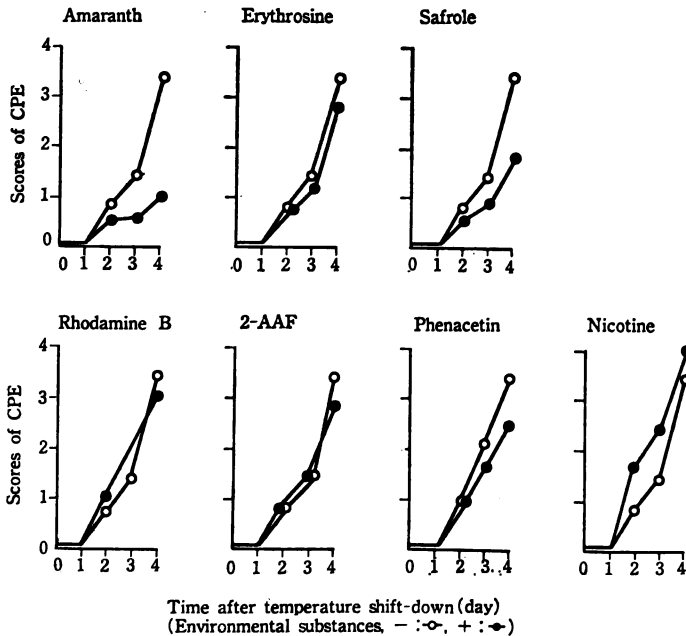 Amaranth Erythrosine Safrole
Scores of CPE
4
3
2
1
0
0 1 2 3 4 0 1 2 3 4 0 1 2 3 4
Rhodamine B 2-AAF Phenacetin Nicotine
Scores of CPE
4
3
2
1
0
0 1 2 3 4 0 1 2 3 4 0 1 2 3 4 0 1 2 3 4
Time after temperature shift-down (day)
(Environmental substances, − :-o-, + :-●-)